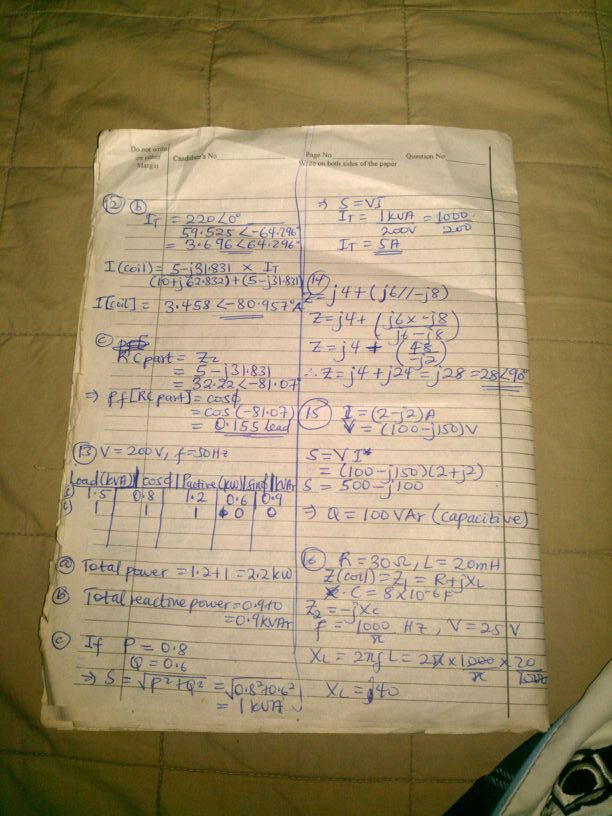 Do not write
on either
Margin
Candidate's No
Page No
Write on both sides of the paper
Question No
(12) (b)
I_T = 220<0°
59.525 <-64.296°
= 3.696<64.296°
I(coil) = 5-j31.831 × I_T
(10+j62.832)+(5-j31.831)
I[coil] = 3.458 <-80.957°A
(c)
RC part = Z₂
= 5-j31.831
= 32.22 <-81.07°
⇒ pf[RC part] = cosϕ
= cos(-81.07)
= 0.155 lead
(13) V = 200V, f=50Hz
Load(kVA) | cosϕ | Pactive(kW) | sinϕ | kVAr
i) 1.5 | 0.8 | 1.2 | 0.6 | 0.9
ii) 1 | 1 | 1 | 0 | 0
(a) Total power = 1.2+1 = 2.2kW
(b) Total reactive power = 0.9+0
= 0.9kVAr
(c) If P = 0.8
Q = 0.6
⇒ S = √P²+Q² = √0.8²+0.6²
= 1kVA
⇒ S = VI
I_T = 1kVA = 1000
200V 200
I_T = 5A
(14)
Z = j4+(j6//-j8)
Z = j4+ (j6x-j8)
j6-j8
Z = j4 + (48)
-j2
∴ Z = j4 + j24 = j28 = 28<90°
(15) I = (2-j2)A
V = (100-j150)V
S = VI*
= (100-j150)(2+j2)
S = 500-j100
⇒ Q = 100VAr (capacitive)
(16) R = 30Ω, L = 20mH
Z(coil) = Z₁ = R+jXL
C = 8×10⁻⁶F
Z₂ = -jXc
f = 1000 Hz, V = 25V
π
XL = 2πfL = 2π×1000×20
π 1000
XL = j40